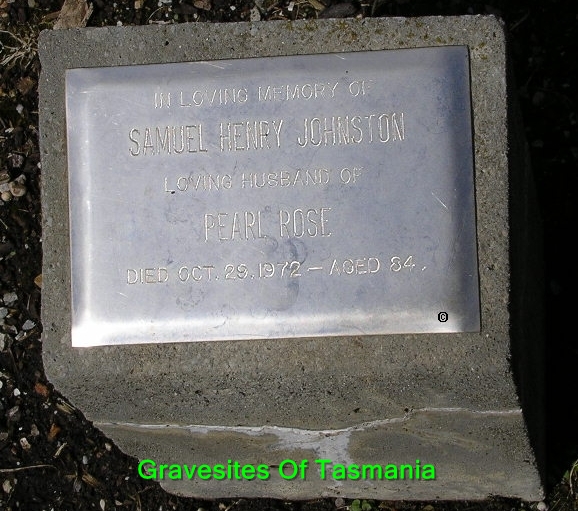 IN LOVING MEMORY OF
SAMUEL HENRY JOHNSTON
LOVING HUSBAND OF
PEARL ROSE
DIED OCT. 29. 1972 — AGED 84.
©
Gravesites Of Tasmania